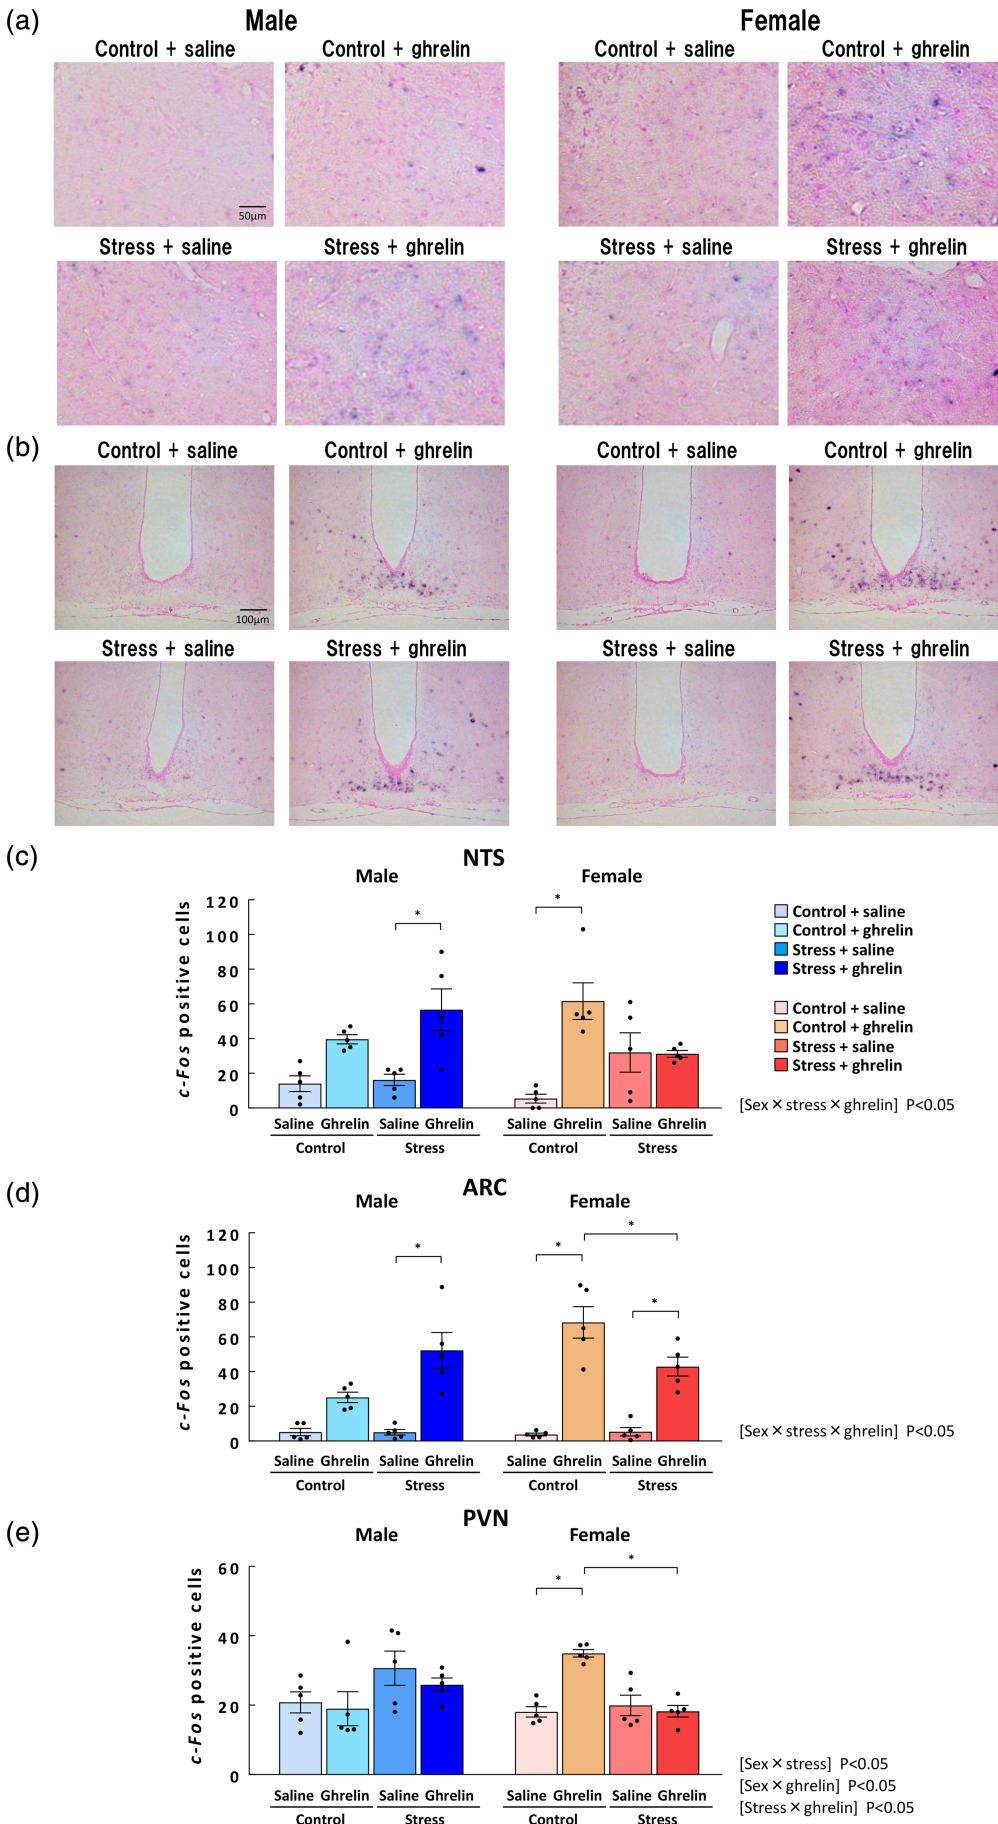 (a)
Male
Female
Control + saline
Control + ghrelin
Control + saline
Control + ghrelin
50μm
Stress + saline
Stress + ghrelin
Stress + saline
Stress + ghrelin
(b)
Control + saline
Control + ghrelin
Control + saline
Control + ghrelin
100μm
Stress + saline
Stress + ghrelin
Stress + saline
Stress + ghrelin
(c)
NTS
Male
Female
c-Fos positive cells
120
100
80
60
40
20
0
*
*
Saline Ghrelin Saline Ghrelin
Control
Stress
Saline Ghrelin Saline Ghrelin
Control
Stress
Control + saline
Control + ghrelin
Stress + saline
Stress + ghrelin
Control + saline
Control + ghrelin
Stress + saline
Stress + ghrelin
[Sex × stress × ghrelin] P<0.05
(d)
ARC
Male
Female
c-Fos positive cells
120
100
80
60
40
20
0
*
*
*
*
Saline Ghrelin Saline Ghrelin
Control
Stress
Saline Ghrelin Saline Ghrelin
Control
Stress
[Sex × stress × ghrelin] P<0.05
(e)
PVN
Male
Female
c-Fos positive cells
60
40
20
0
*
*
Saline Ghrelin Saline Ghrelin
Control
Stress
Saline Ghrelin Saline Ghrelin
Control
Stress
[Sex × stress] P<0.05
[Sex × ghrelin] P<0.05
[Stress × ghrelin] P<0.05